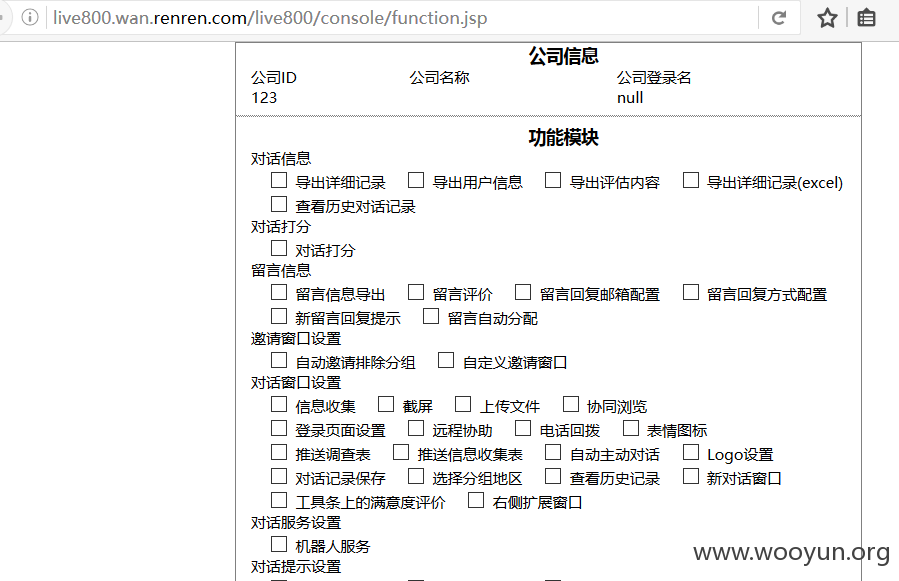 live800.wan.renren.com/live800/console/function.jsp
公司信息
公司ID 公司名称 公司登录名
123 null
功能模块
对话信息
导出详细记录 导出用户信息 导出评估内容 导出详细记录(excel)
查看历史对话记录
对话打分
对话打分
留言信息
留言信息导出 留言评价 留言回复邮箱配置 留言回复方式配置
新留言回复提示 留言自动分配
邀请窗口设置
自动邀请排除分组 自定义邀请窗口
对话窗口设置
信息收集 截屏 上传文件 协同浏览
登录页面设置 远程协助 电话回拨 表情图标
推送调查表 推送信息收集表 自动主动对话 Logo设置
对话记录保存 选择分组地区 查看历史记录 新对话窗口
工具条上的满意度评价 右侧扩展窗口
对话服务设置
机器人服务
对话提示设置
www.wooyun.org